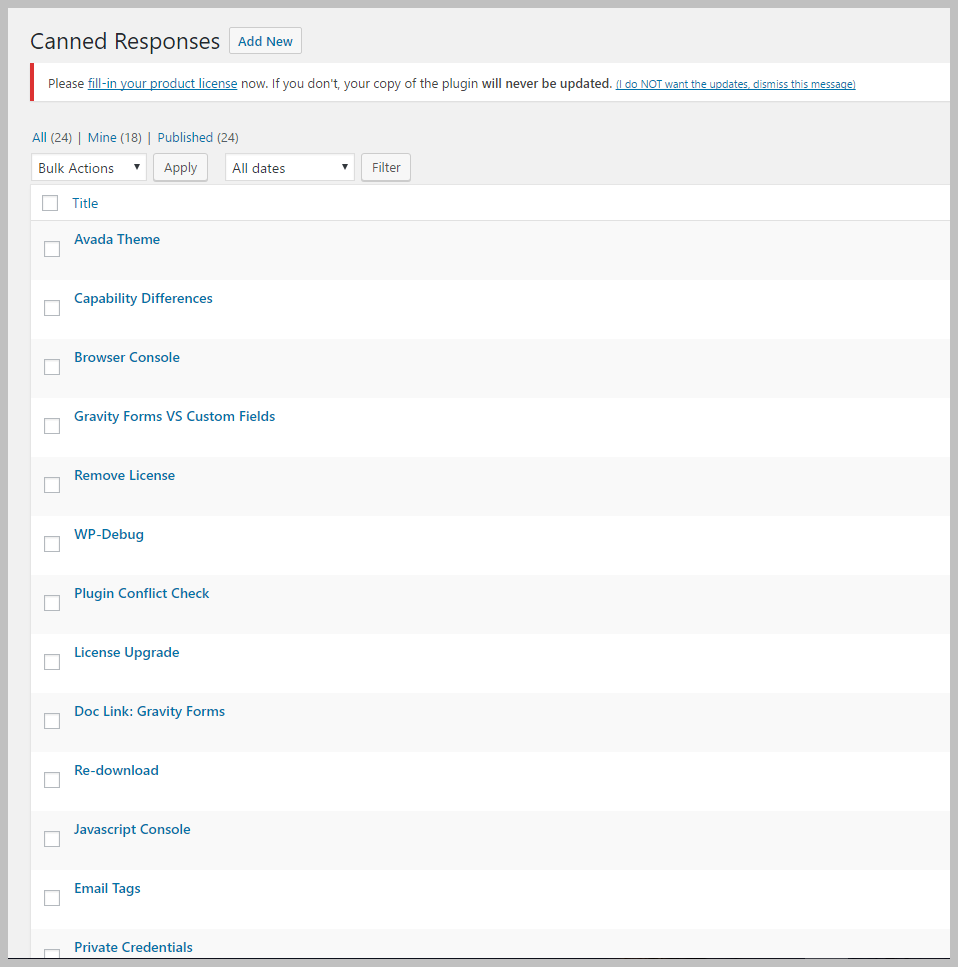 Canned Responses Add New
Please fill-in your product license now. If you don't, your copy of the plugin will never be updated. (I do NOT want the updates, dismiss this message)
All (24) | Mine (18) | Published (24)
Bulk Actions Apply All dates Filter
Title
Avada Theme
Capability Differences
Browser Console
Gravity Forms VS Custom Fields
Remove License
WP-Debug
Plugin Conflict Check
License Upgrade
Doc Link: Gravity Forms
Re-download
Javascript Console
Email Tags
Private Credentials